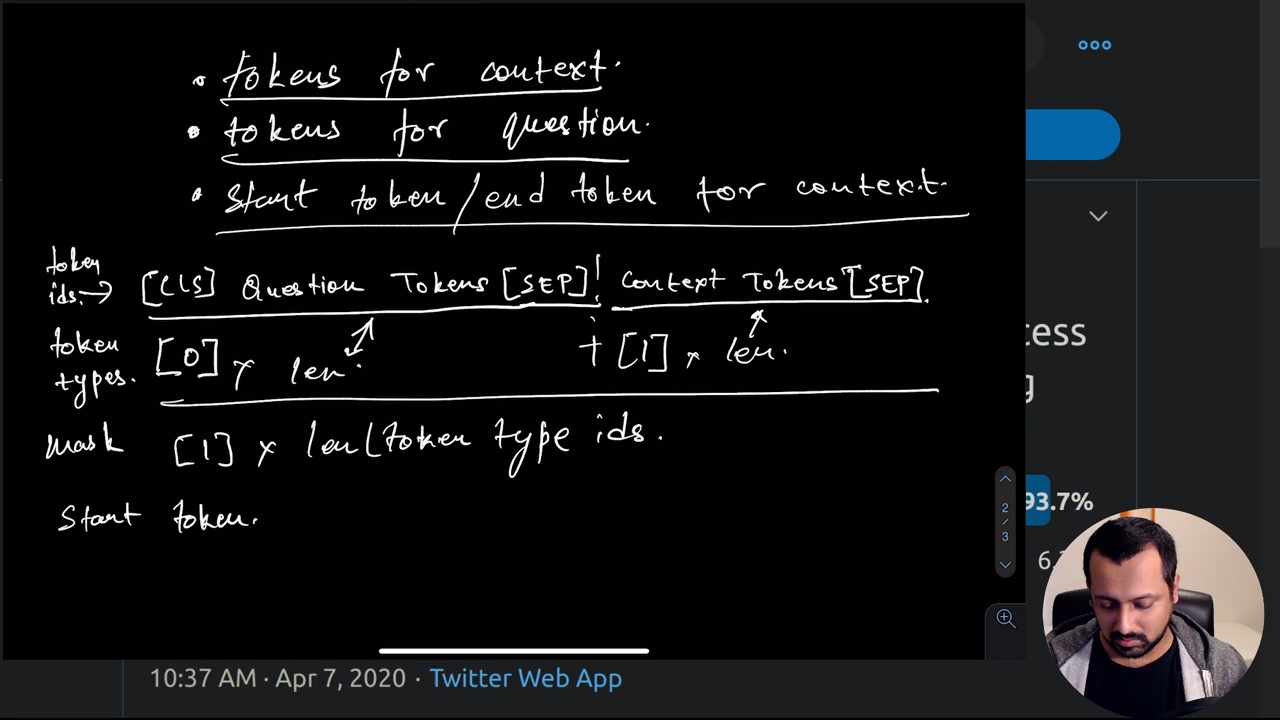 • tokens for context.
• tokens for question.
• Start token/end token for context.
token ids. → [CLS] Question Tokens [SEP] ! Context Tokens [SEP].
token types. [0] × len. + [1] × len.
mask [1] × len(token type ids.
Start token.
2 / 3
cess
g
93.7%
6.
10:37 AM · Apr 7, 2020 · Twitter Web App